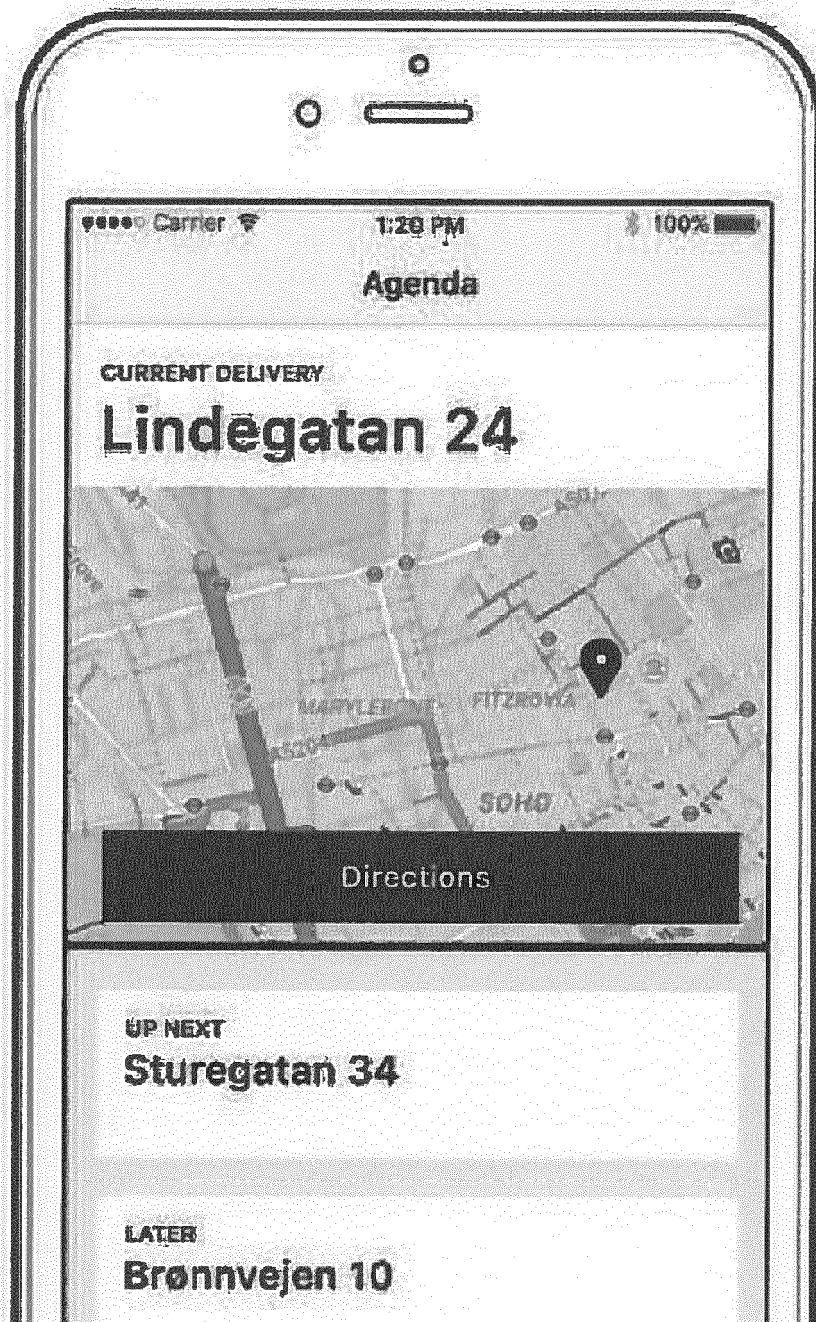 Carrier 1:20 PM 100%
Agenda
CURRENT DELIVERY
Lindegatan 24
FITZROVIA
A5204
SOHO
Directions
UP NEXT
Sturegatan 34
LATER
Brønnvejen 10